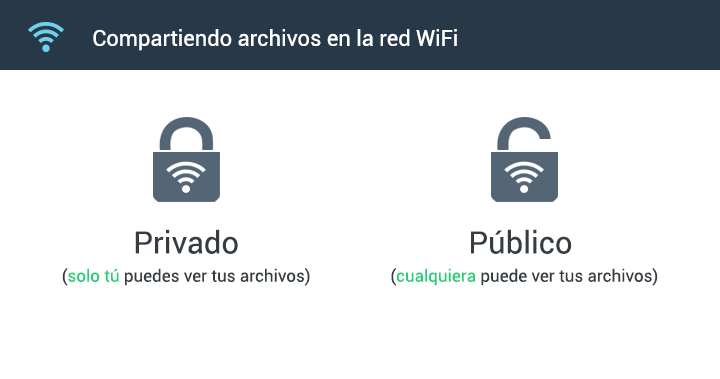 Compartiendo archivos en la red WiFi
Privado
(solo tú puedes ver tus archivos)
Público
(cualquiera puede ver tus archivos)